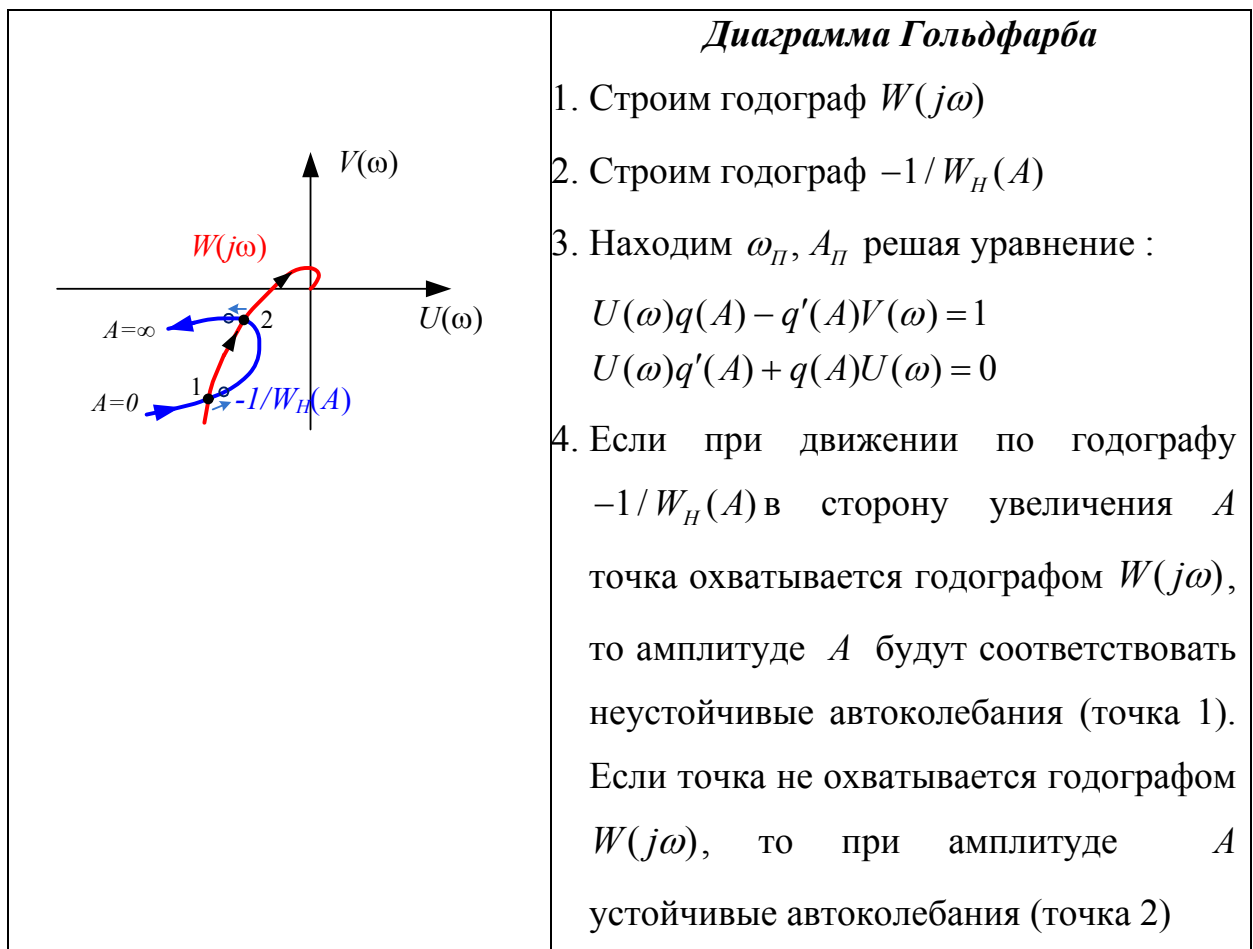 V(ω)
W(jω)
U(ω)
A=∞
2
1
A=0
-1/W_H(A)
Диаграмма Гольдфарба
1. Строим годограф W(jω)
2. Строим годограф −1/W_H(A)
3. Находим ω_П, A_П решая уравнение :
U(ω)q(A) − q′(A)V(ω) = 1
U(ω)q′(A) + q(A)U(ω) = 0
4. Если при движении по годографу
−1/W_H(A) в сторону увеличения A
точка охватывается годографом W(jω),
то амплитуде A будут соответствовать
неустойчивые автоколебания (точка 1).
Если точка не охватывается годографом
W(jω), то при амплитуде A
устойчивые автоколебания (точка 2)